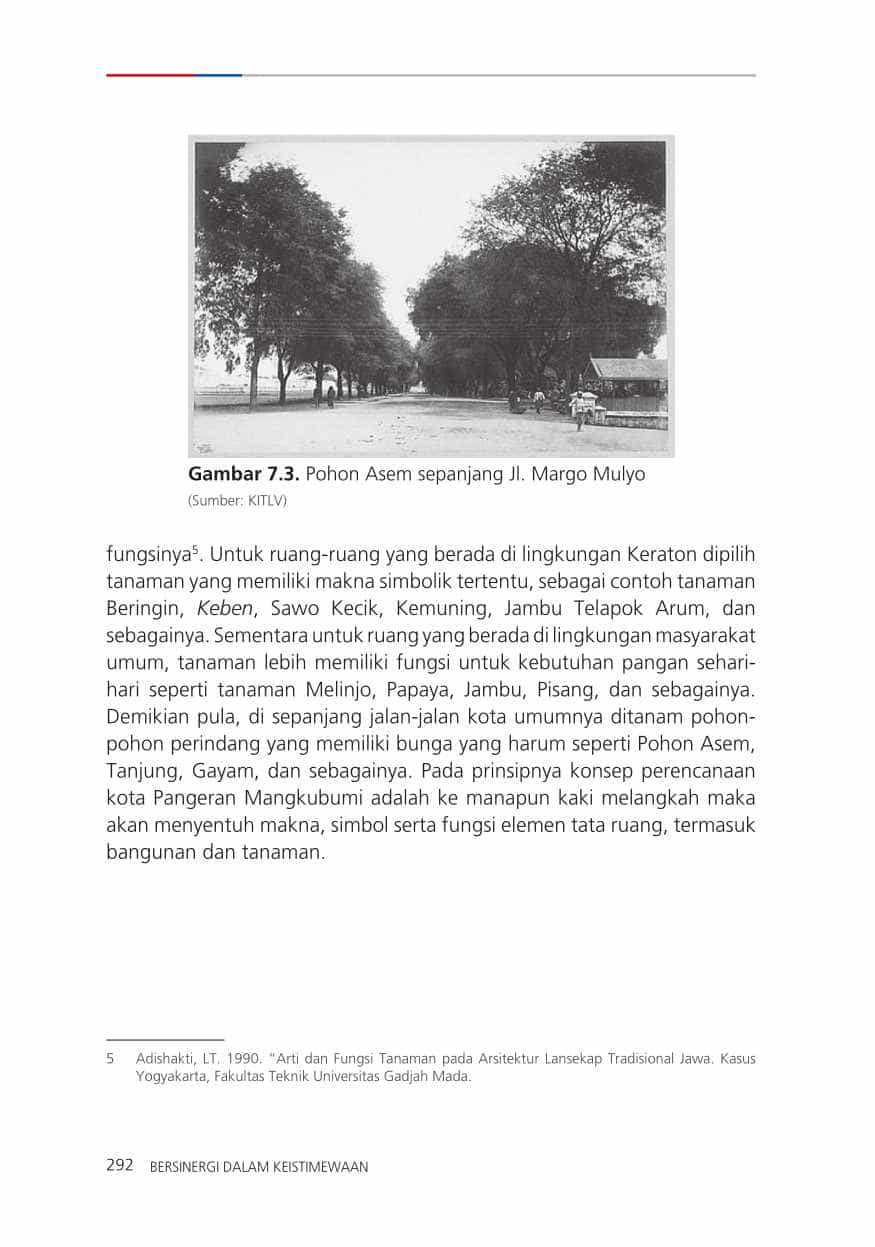 Gambar 7.3. Pohon Asem sepanjang Jl. Margo Mulyo
(Sumber: KITLV)
fungsinya⁵. Untuk ruang-ruang yang berada di lingkungan Keraton dipilih
tanaman yang memiliki makna simbolik tertentu, sebagai contoh tanaman
Beringin, Keben, Sawo Kecik, Kemuning, Jambu Telapok Arum, dan
sebagainya. Sementara untuk ruang yang berada di lingkungan masyarakat
umum, tanaman lebih memiliki fungsi untuk kebutuhan pangan sehari-
hari seperti tanaman Melinjo, Papaya, Jambu, Pisang, dan sebagainya.
Demikian pula, di sepanjang jalan-jalan kota umumnya ditanam pohon-
pohon perindang yang memiliki bunga yang harum seperti Pohon Asem,
Tanjung, Gayam, dan sebagainya. Pada prinsipnya konsep perencanaan
kota Pangeran Mangkubumi adalah ke manapun kaki melangkah maka
akan menyentuh makna, simbol serta fungsi elemen tata ruang, termasuk
bangunan dan tanaman.
5 Adishakti, LT. 1990. “Arti dan Fungsi Tanaman pada Arsitektur Lansekap Tradisional Jawa. Kasus
Yogyakarta, Fakultas Teknik Universitas Gadjah Mada.
292 BERSINERGI DALAM KEISTIMEWAAN